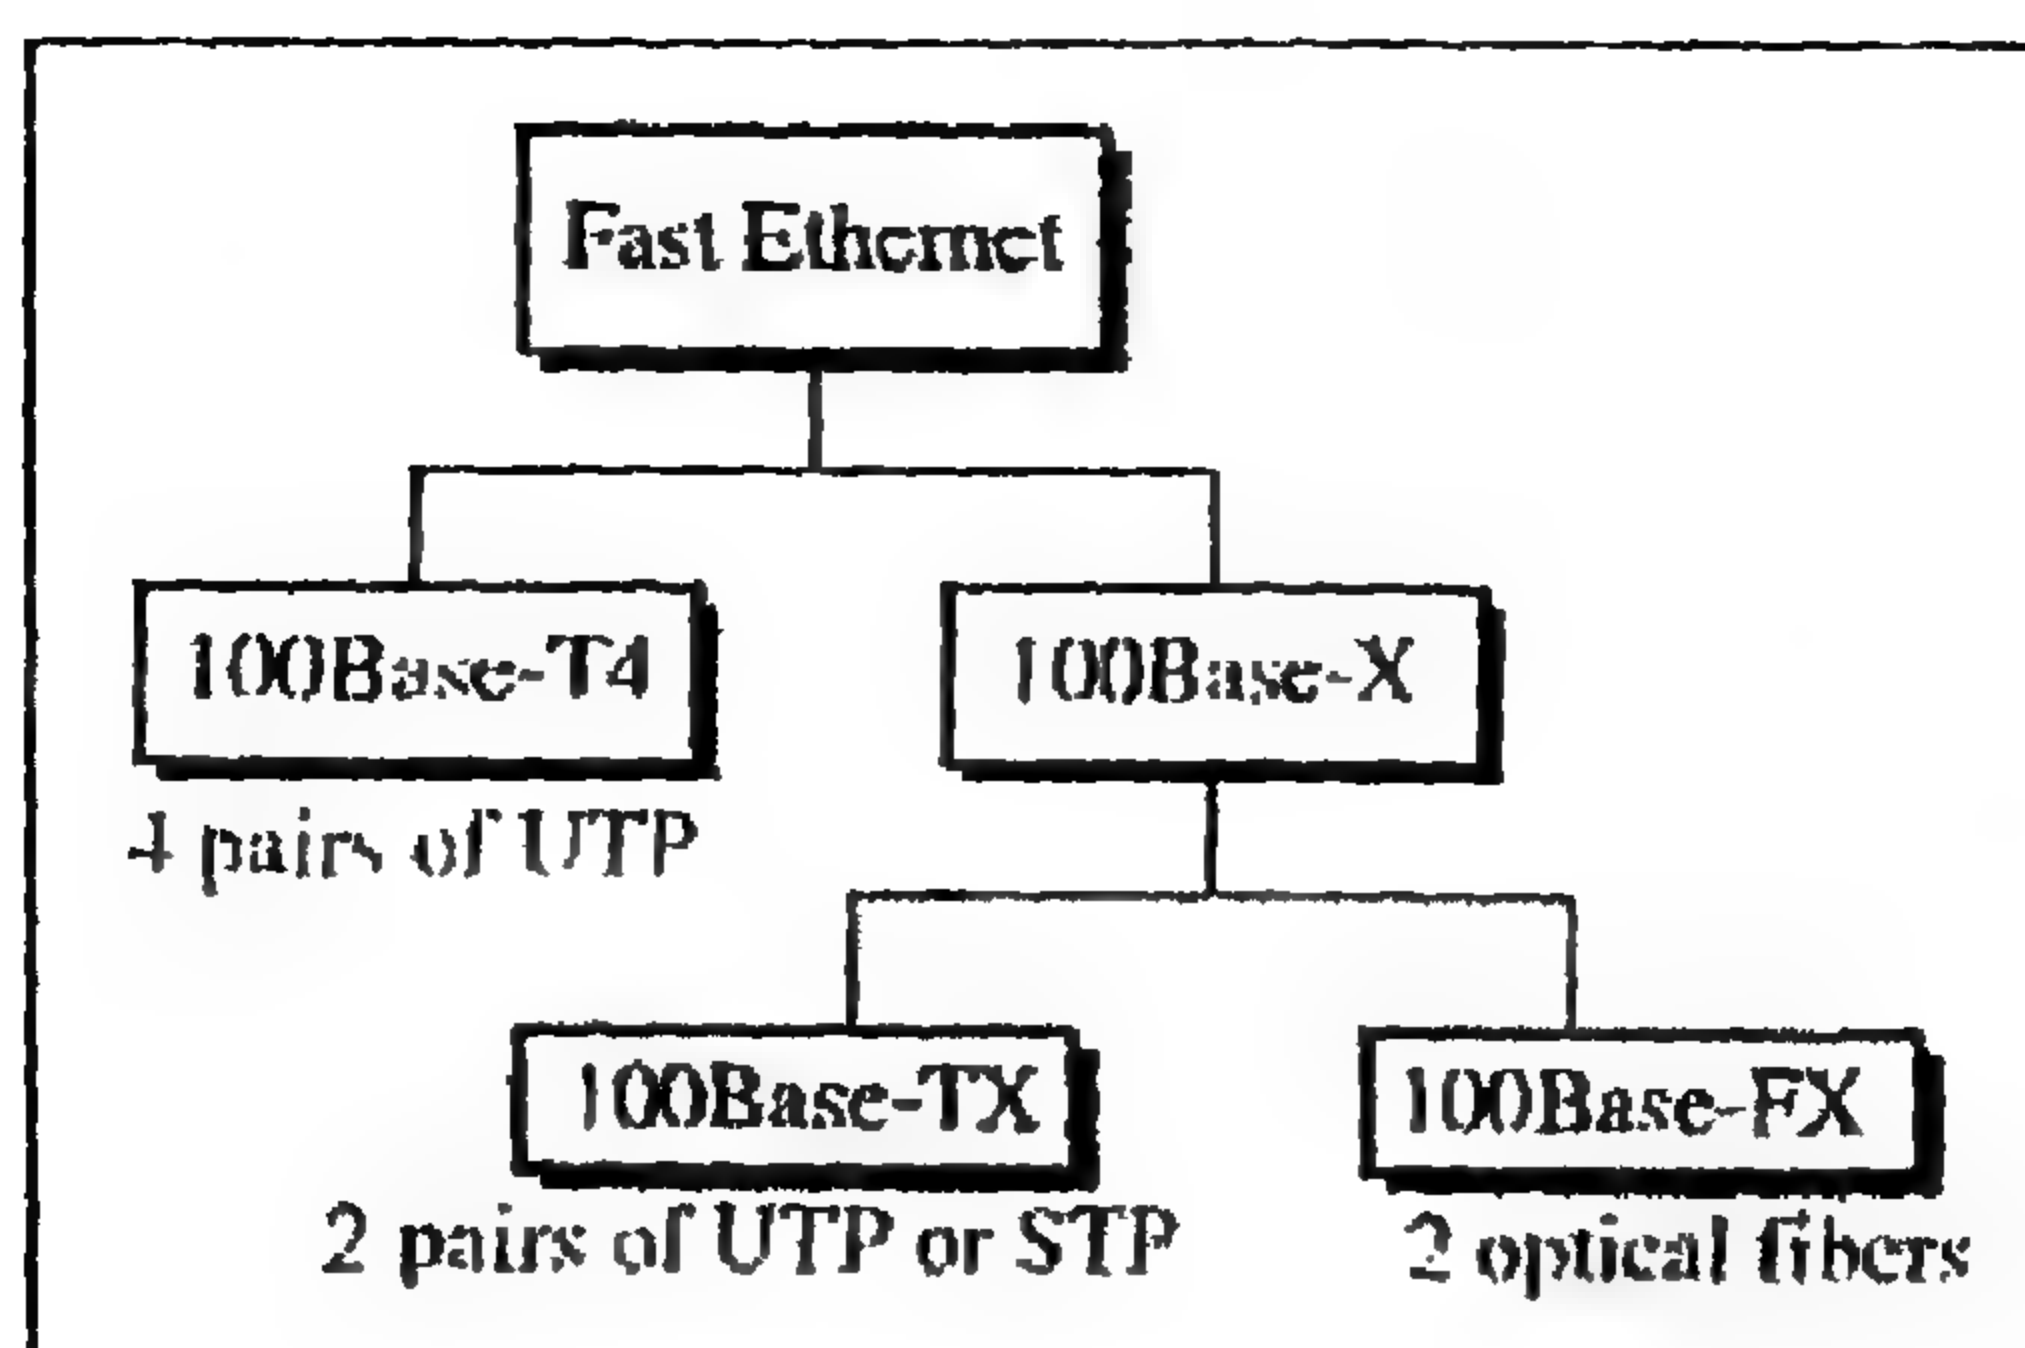 Fast Ethernet
100Base-T4
100Base-X
4 pairs of UTP
100Base-TX
100Base-FX
2 pairs of UTP or STP
2 optical fibers